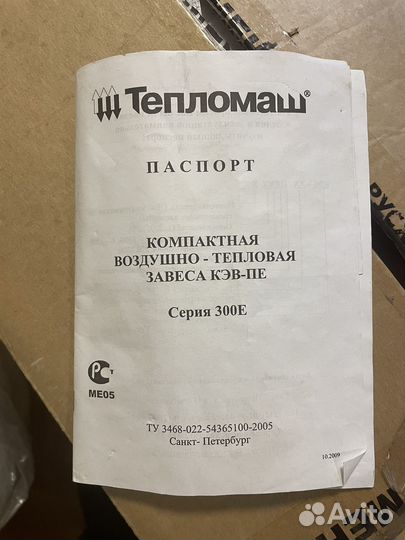 Тепломаш®
ПАСПОРТ
КОМПАКТНАЯ
ВОЗДУШНО - ТЕПЛОВАЯ
ЗАВЕСА КЭВ-ПЕ
Серия 300Е
РСТ
МЕ05
ТУ 3468-022-54365100-2005
Санкт- Петербург
10.2009
Avito